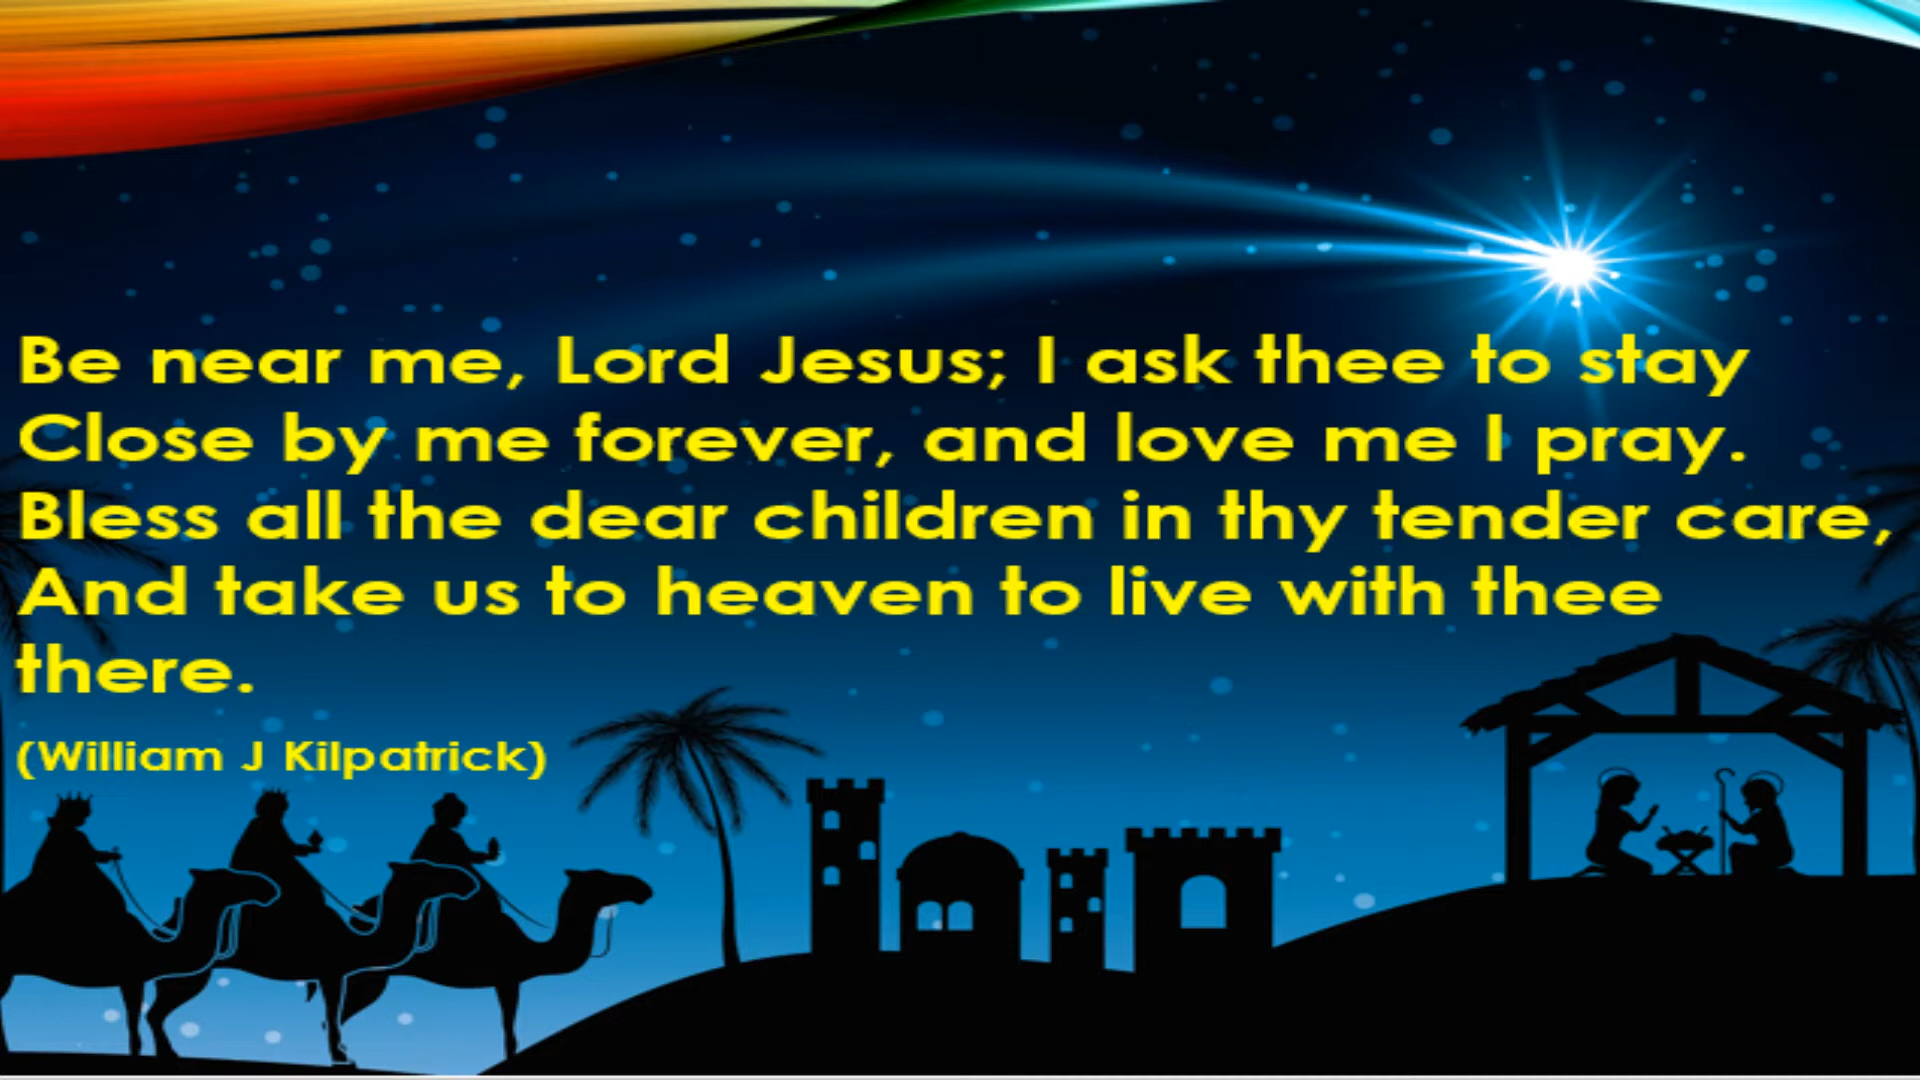 Be near me, Lord Jesus; I ask thee to stay
Close by me forever, and love me I pray.
Bless all the dear children in thy tender care,
And take us to heaven to live with thee
there.
(William J Kilpatrick)